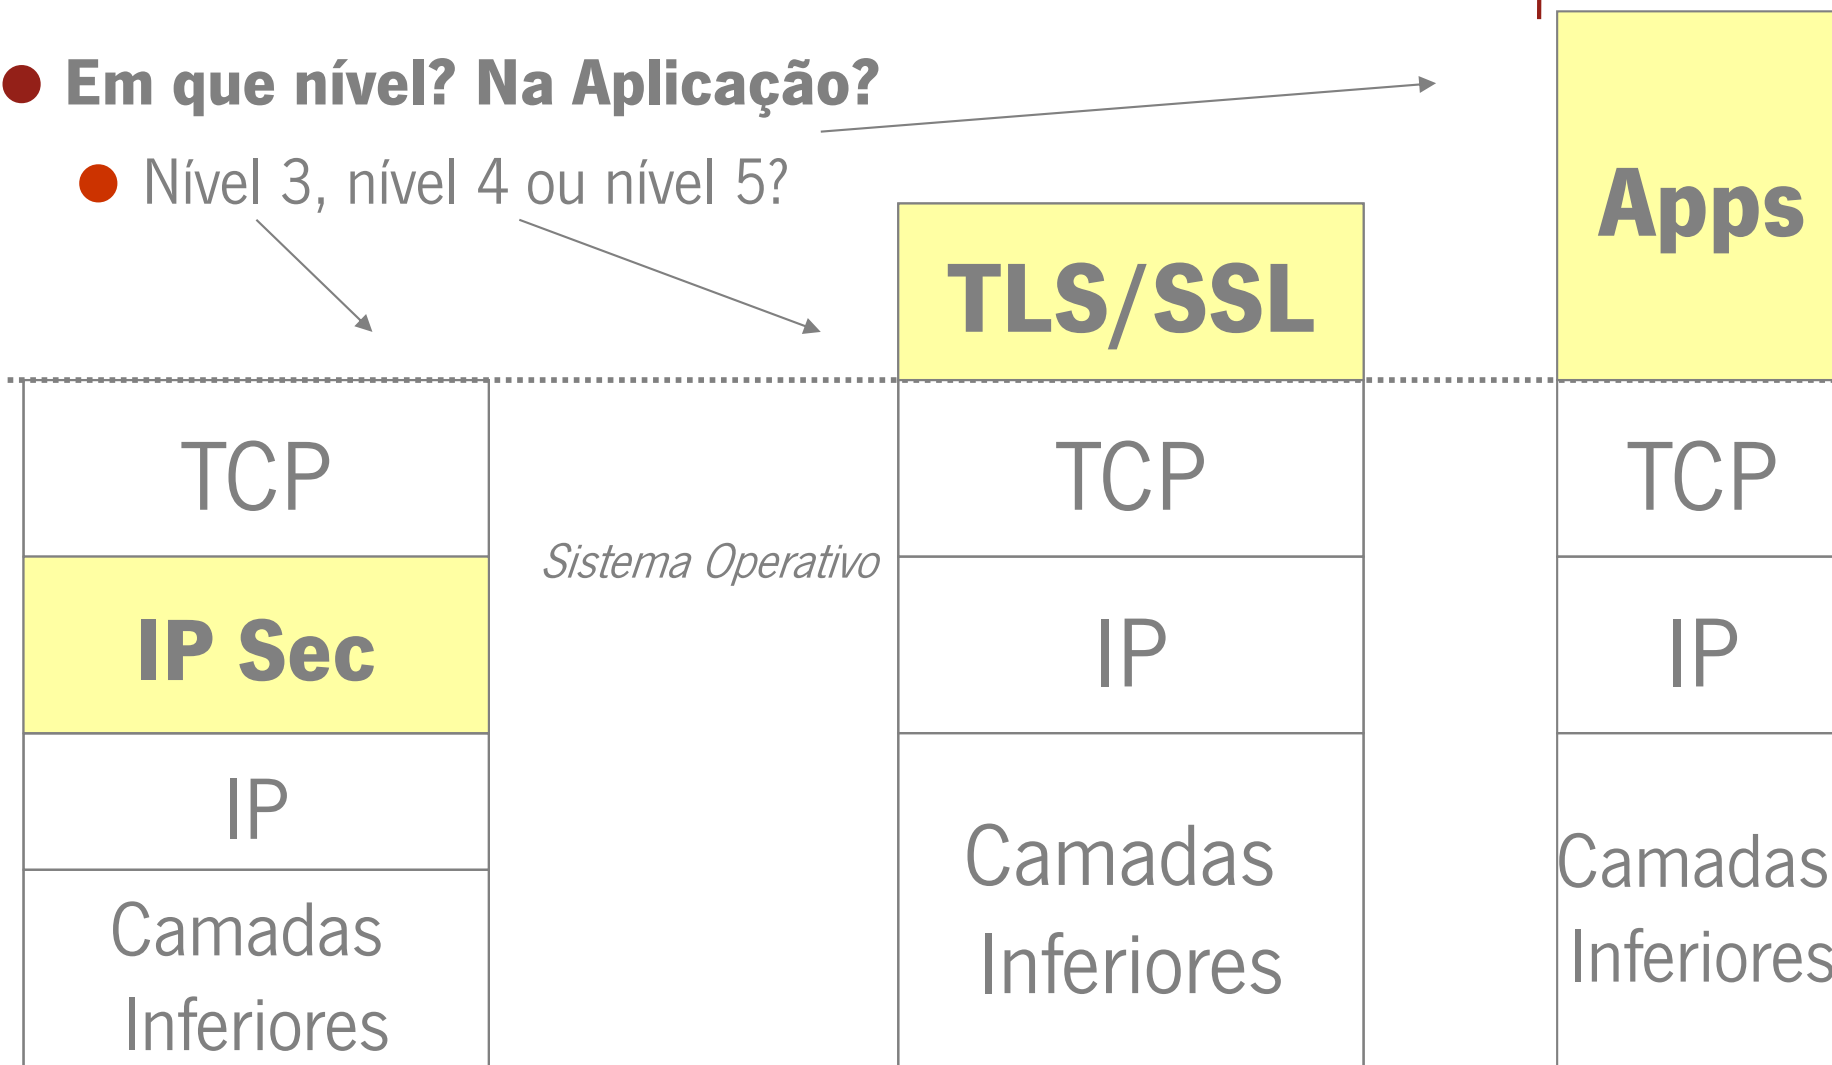 Em que nível? Na Aplicação?
Nível 3, nível 4 ou nível 5?
TCP
IP Sec
IP
Camadas
Inferiores
Sistema Operativo
TLS/SSL
TCP
IP
Camadas
Inferiores
Apps
TCP
IP
Camadas
Inferiores